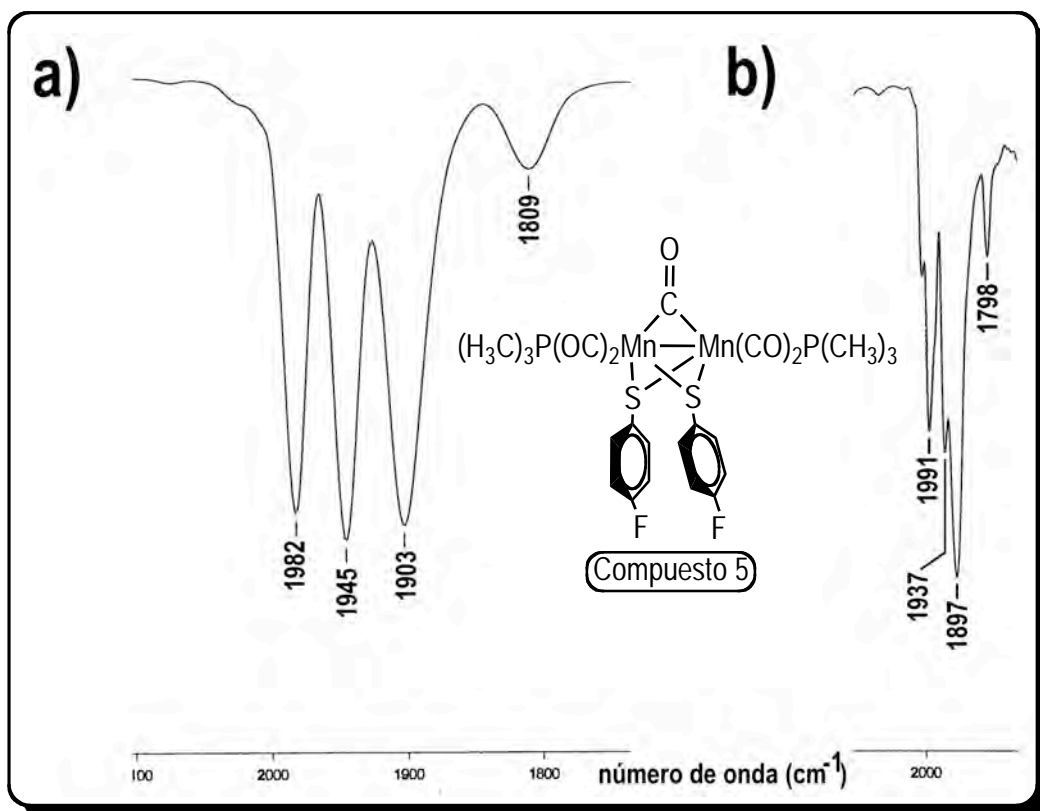 a)
b)
1982
1945
1903
1809
1991
1937
1897
1798
O
C
(H₃C)₃P(OC)₂Mn Mn(CO)₂P(CH₃)₃
S S
F F
Compuesto 5
100 2000 1900 1800 número de onda (cm⁻¹) 2000